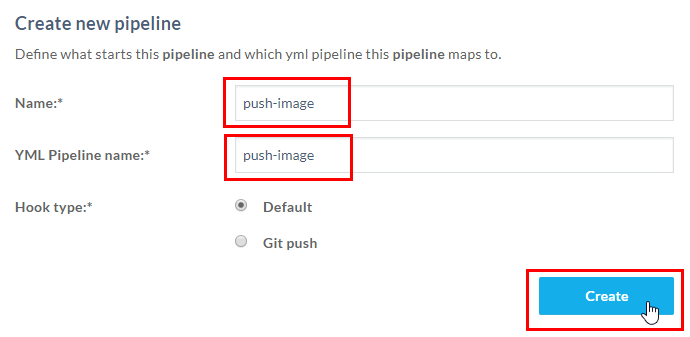 Create new pipeline
Define what starts this pipeline and which yml pipeline this pipeline maps to.
Name:* push-image
YML Pipeline name:* push-image
Hook type:* Default
Git push
Create